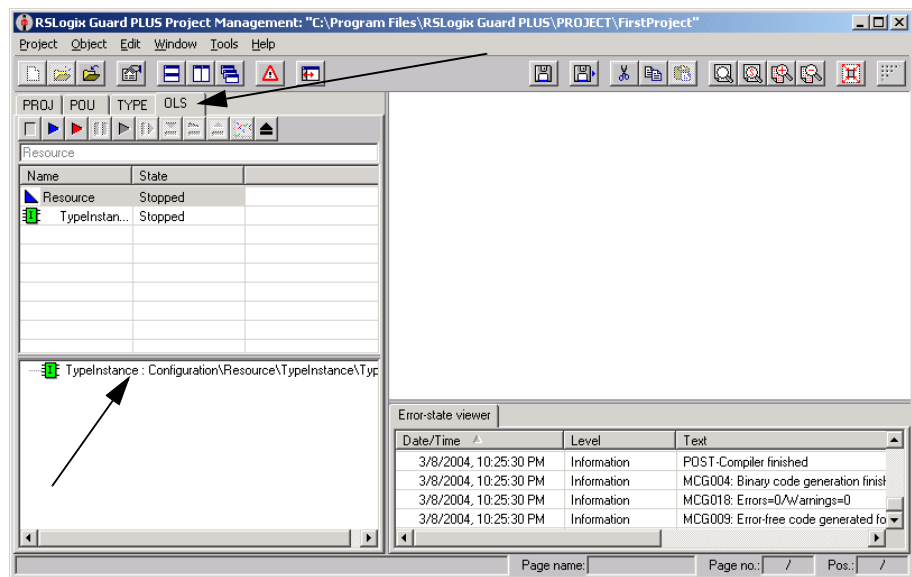 RSLogix Guard PLUS Project Management: "C:\Program Files\RSLogix Guard PLUS\PROJECT\FirstProject"
Project Object Edit Window Tools Help
PROJ POU TYPE OLS
Resource
Name State
Resource Stopped
TypeInstan... Stopped
TypeInstance : Configuration\Resource\TypeInstance\Typ
Error-state viewer
Date/Time Level Text
3/8/2004, 10:25:30 PM Information POST-Compiler finished
3/8/2004, 10:25:30 PM Information MCG004: Binary code generation finish
3/8/2004, 10:25:30 PM Information MCG018: Errors=0/Warnings=0
3/8/2004, 10:25:30 PM Information MCG009: Error-free code generated fo
Page name: Page no.: / Pos.: /